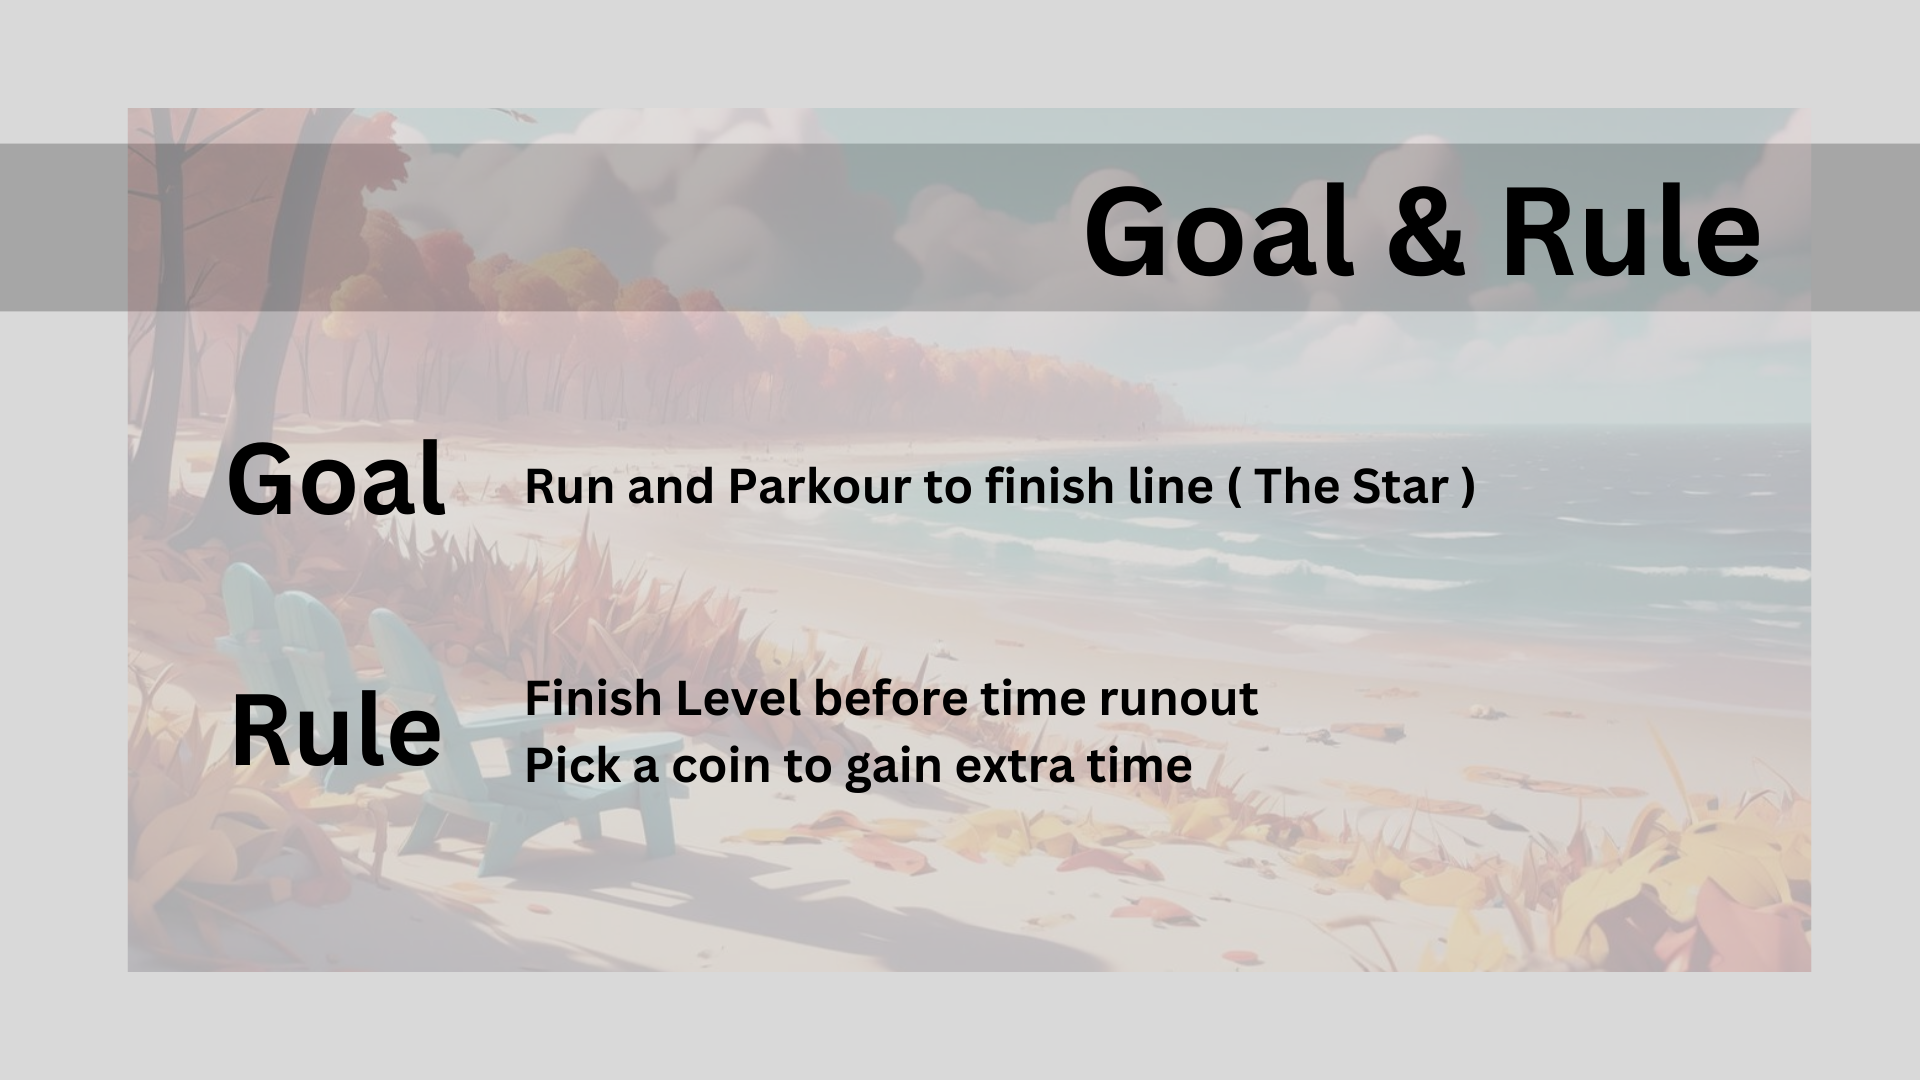 Goal & Rule
Goal
Run and Parkour to finish line ( The Star )
Rule
Finish Level before time runout
Pick a coin to gain extra time